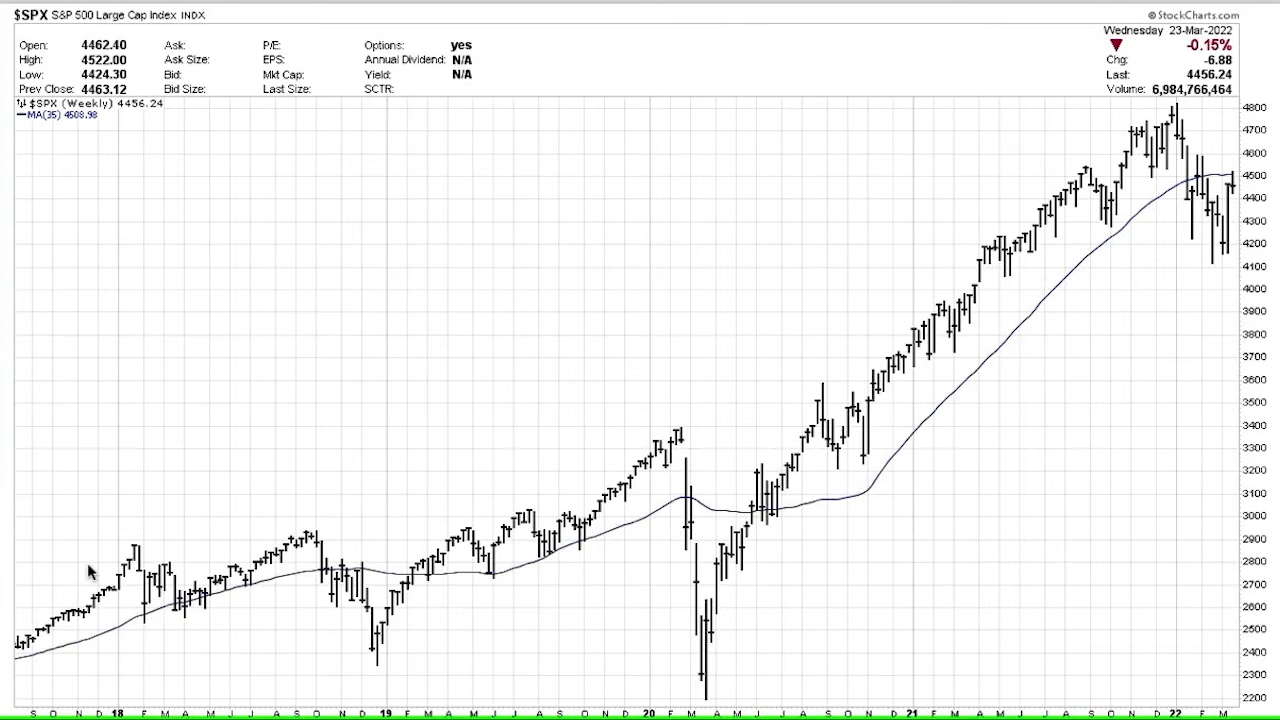 $SPX S&P 500 Large Cap Index INDX
© StockCharts.com
Wednesday 23-Mar-2022
Open: 4462.40 Ask: P/E: Options: yes
▼ -0.15%
High: 4522.00 Ask Size: EPS: Annual Dividend: N/A
Chg: -6.88
Low: 4424.30 Bid: Mkt Cap: Yield: N/A
Last: 4456.24
Prev Close: 4463.12 Bid Size: Last Size: SCTR:
Volume: 6,984,766,464
$SPX (Weekly) 4456.24
MA(35) 4508.98
4800
4700
4600
4500
4400
4300
4200
4100
4000
3900
3800
3700
3600
3500
3400
3300
3200
3100
3000
2900
2800
2700
2600
2500
2400
2300
2200
S O N D 18 F M A M J J A S O N D 19 F M A M J J A S O N D 20 F M A M J J A S O N D 21 F M A M J J A S O N D 22 F M